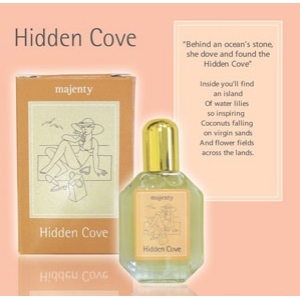 Hidden Cove
"Behind an ocean's stone,
she dove and found the
Hidden Cove"
Inside you'll find
an island
Of water lilies
so inspiring
Coconuts falling
on virgin sands
And flower fields
across the lands.
majenty
Hidden Cove
majenty
Hidden Cove